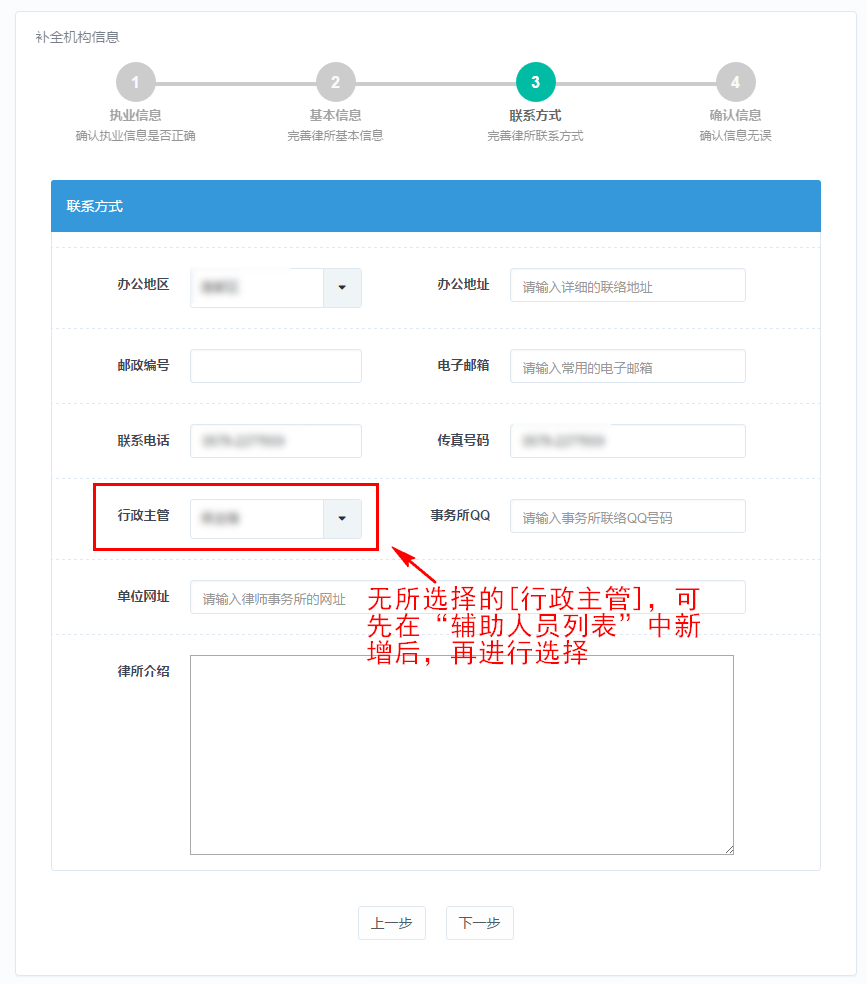 补全机构信息
1 2 3 4
执业信息 基本信息 联系方式 确认信息
确认执业信息是否正确 完善律所基本信息 完善律所联系方式 确认信息无误
联系方式
办公地区 办公地址 请输入详细的联络地址
邮政编号 电子邮箱 请输入常用的电子邮箱
联系电话 传真号码
行政主管 事务所QQ 请输入事务所联络QQ号码
单位网址 请输入律师事务所的网址
无所选择的[行政主管]，可
先在“辅助人员列表”中新
增后，再进行选择
律所介绍
上一步 下一步